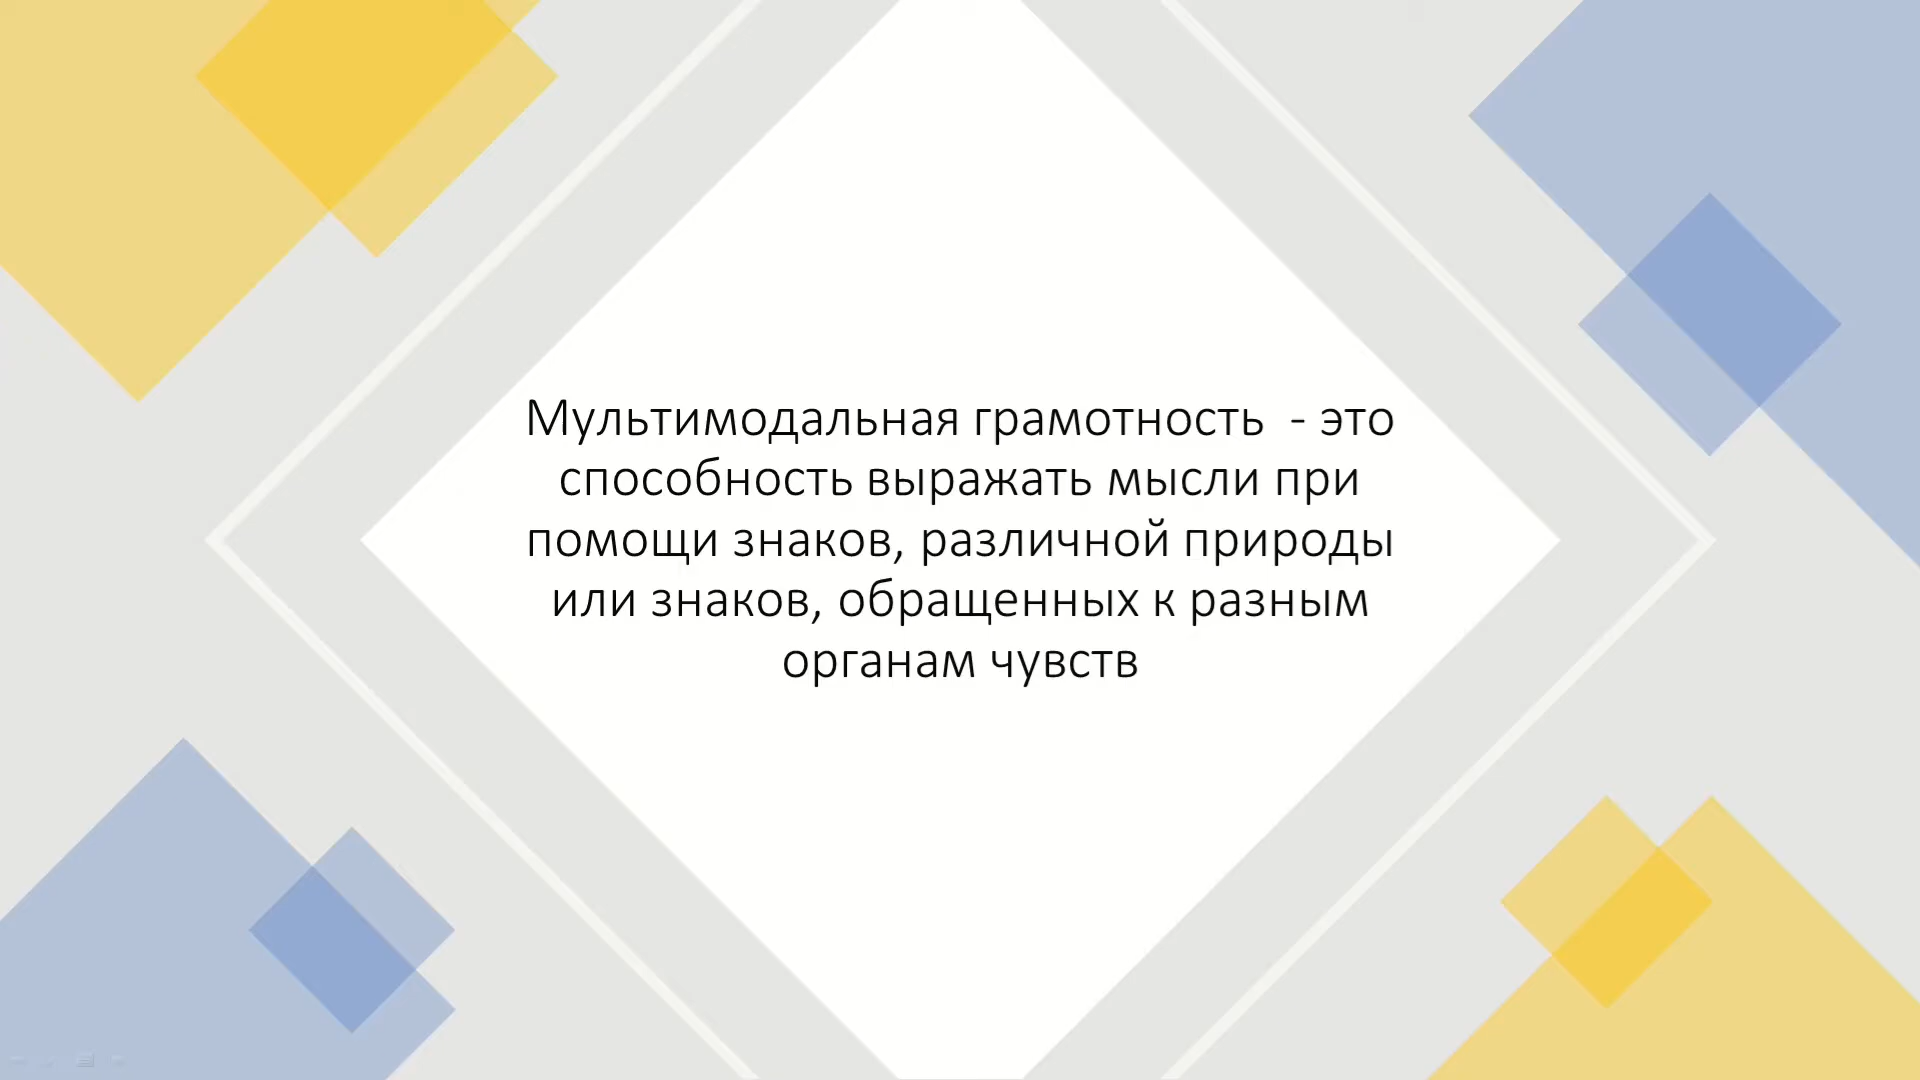 Мультимодальная грамотность  - это
способность выражать мысли при
помощи знаков, различной природы
или знаков, обращенных к разным
органам чувств